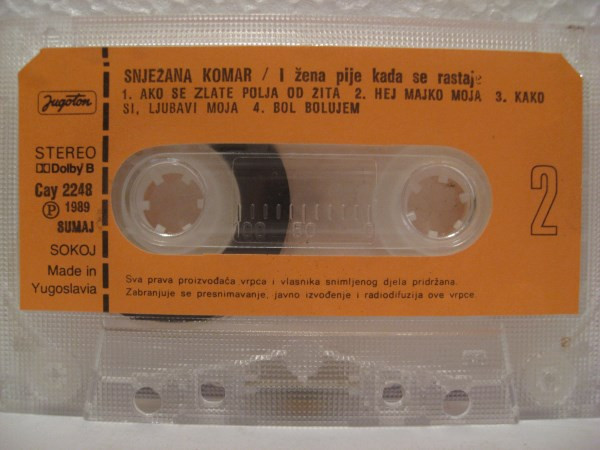 SNJEŽANA KOMAR / I žena pije kada se rastaje
1. AKO SE ZLATE POLJA OD ŽITA 2. HEJ MAJKO MOJA 3. KAKO
SI, LJUBAVI MOJA 4. BOL BOLUJEM
Jugoton
STEREO
Dolby B
Cay 2248
Ⓟ 1989
SUMAJ
SOKOJ
Made in
Yugoslavia
2
100 50 0
Sva prava proizvođača vrpca i vlasnika snimljenog djela pridržana.
Zabranjuje se presnimavanje, javno izvođenje i radiodifuzija ove vrpce.